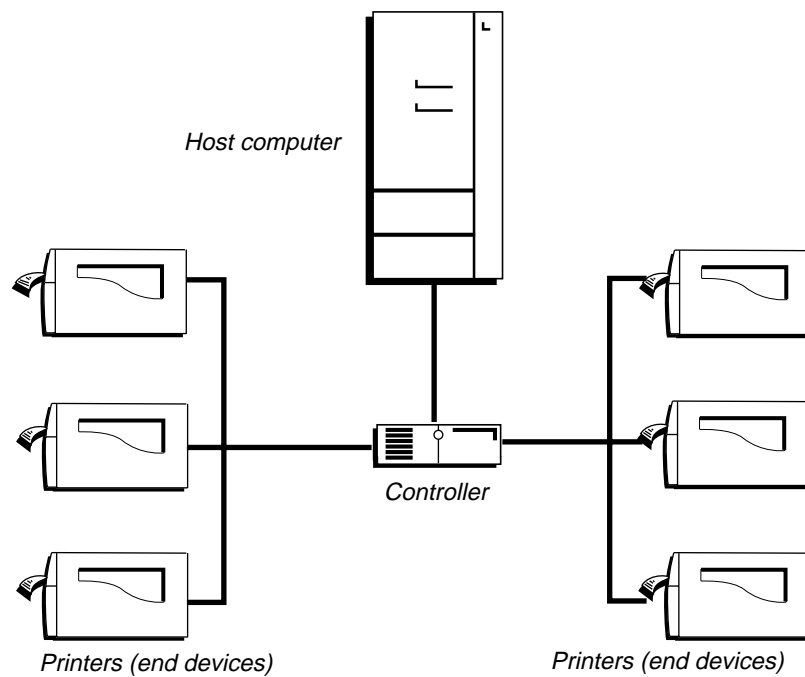 Host computer
Controller
Printers (end devices)
Printers (end devices)